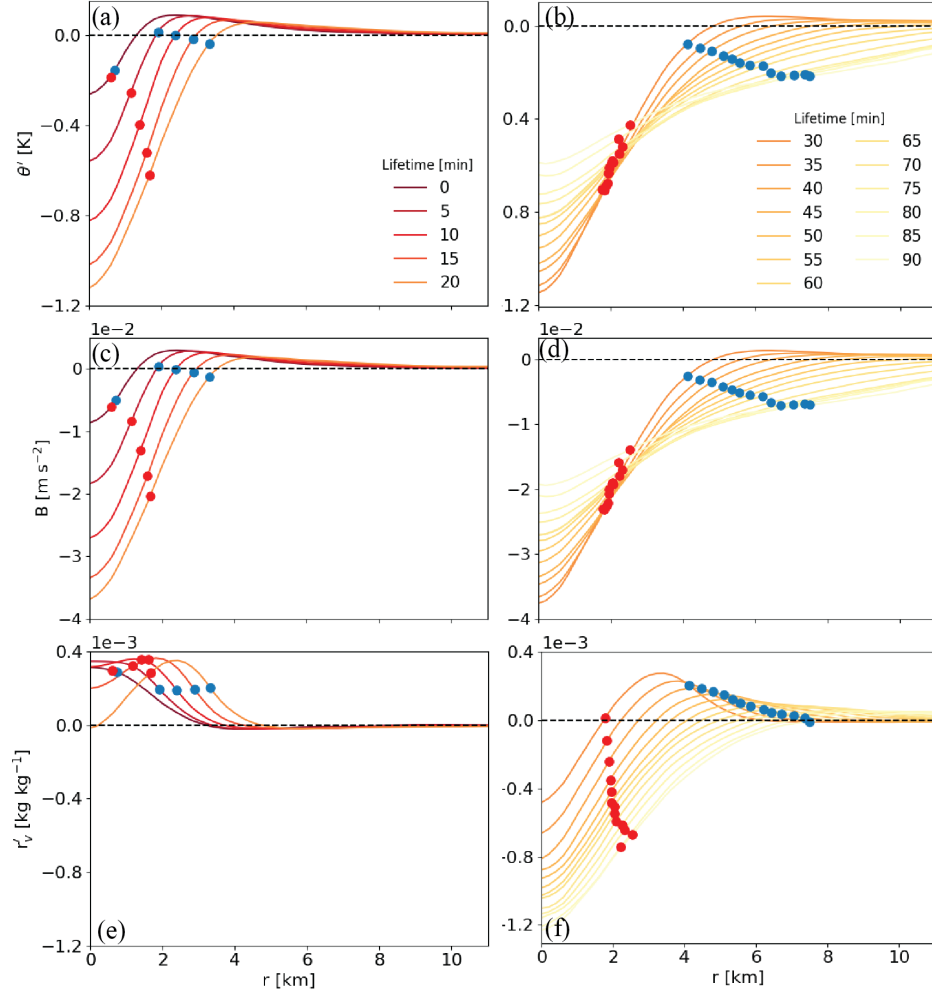 (a)
0.0
−0.4
−0.8
−1.2
θ′ [K]
Lifetime [min]
0
5
10
15
20
(b)
0.0
0.4
0.8
1.2
Lifetime [min]
30 65
35 70
40 75
45 80
50 85
55 90
60
1e−2
(c)
0
−1
−2
−3
−4
B [m s⁻²]
1e−2
(d)
0
−1
−2
−3
−4
1e−3
0.4
0.0
−0.4
−0.8
−1.2
r′ᵥ [kg kg⁻¹]
(e)
0 2 4 6 8 10
r [km]
1e−3
0.4
0.0
-0.4
-0.8
-1.2
(f)
0 2 4 6 8 10
r [km]